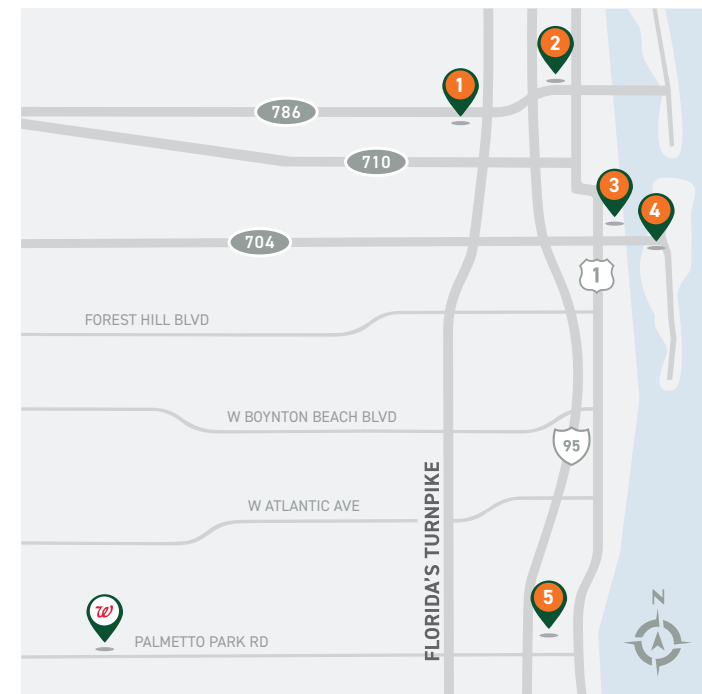 2
1
786
710
3
4
704
1
FOREST HILL BLVD
W BOYNTON BEACH BLVD
95
FLORIDA'S TURNPIKE
W ATLANTIC AVE
5
N
W
PALMETTO PARK RD